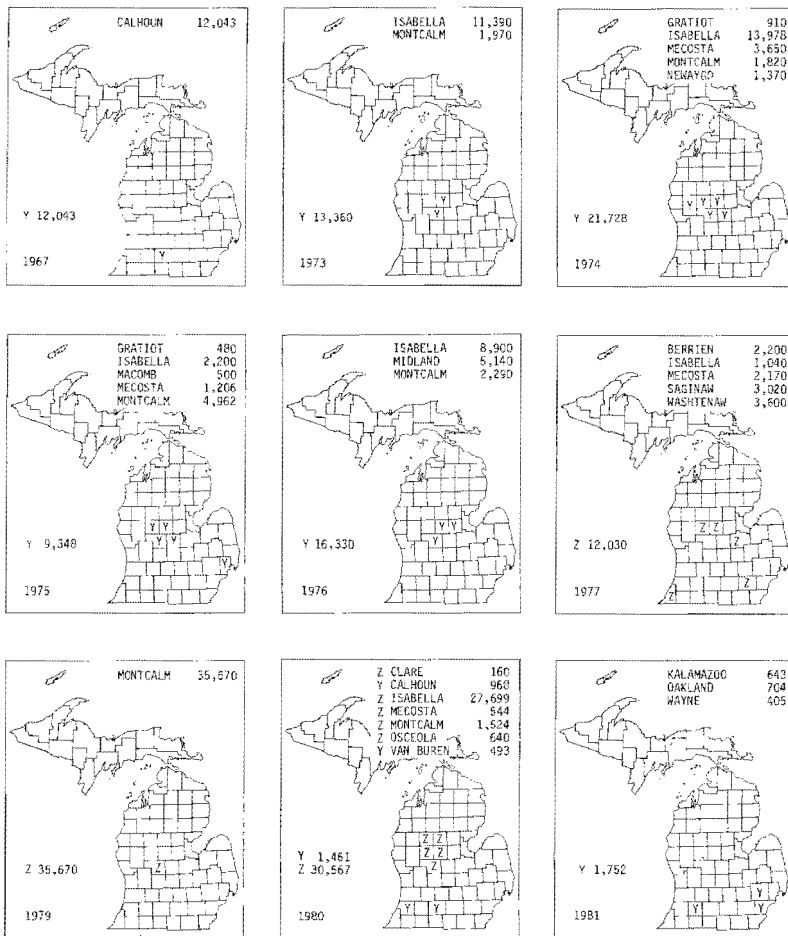 CALHOUN 12,043
Y 12,043
Y
1967
ISABELLA 11,390
MONTCALM 1,970
Y
Y 13,360
Y
1973
GRATIOT 910
ISABELLA 13,978
MECOSTA 3,650
MONTCALM 1,820
NEWAYGO 1,370
Y Y Y
Y 21,728
Y Y
1974
GRATIOT 480
ISABELLA 2,200
MACOMB 500
MECOSTA 1,206
MONTCALM 4,962
Y Y
Y 9,348
Y Y
Y
1975
ISABELLA 8,900
MIDLAND 5,140
MONTCALM 2,290
Y Y
Y 16,330
Y
1976
BERRIEN 2,200
ISABELLA 1,040
MECOSTA 2,170
SAGINAW 3,020
WASHTENAW 3,600
Z Z
Z 12,030
Z
Z
1977
Z
MONTCALM 35,670
Z 35,670
Z
1979
Z CLARE 160
Y CALHOUN 968
Z ISABELLA 27,699
Z MECOSTA 544
Z MONTCALM 1,524
Z OSCEOLA 640
Y VAN BUREN 493
Z Z
Z Z
Y 1,461
Z 30,567
Z
Y Y
1980
KALAMAZOO 643
OAKLAND 704
WAYNE 405
Y 1,752
Y
Y Y
1981